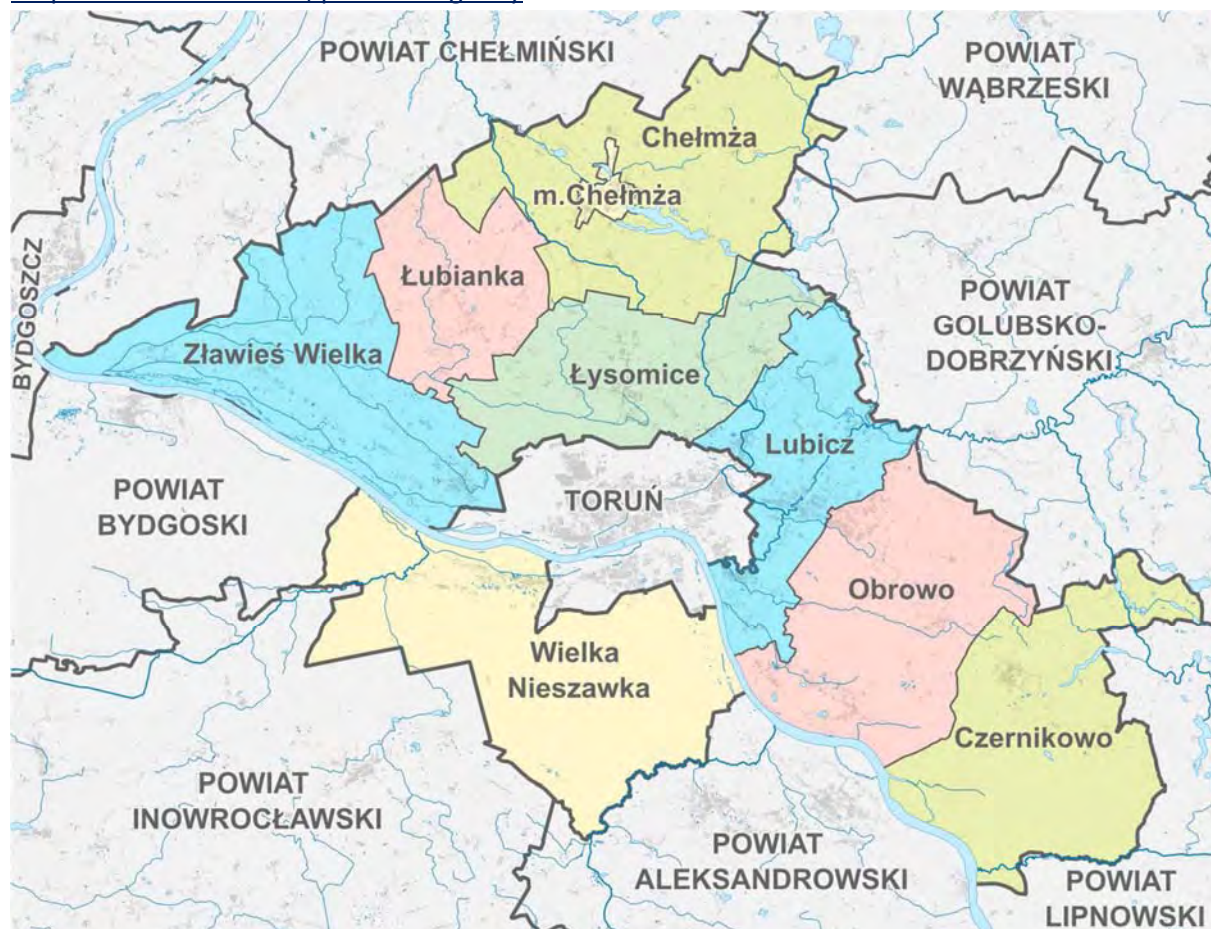 POWIAT CHEŁMIŃSKI
POWIAT
WĄBRZESKI
Chełmża
m.Chełmża
Łubianka
BYDGOSZCZ
Zławieś Wielka
Łysomice
POWIAT
GOLUBSKO-
DOBRZYŃSKI
Lubicz
POWIAT
BYDGOSKI
TORUŃ
Obrowo
Wielka
Nieszawka
Czernikowo
POWIAT
INOWROCŁAWSKI
POWIAT
ALEKSANDROWSKI
POWIAT
LIPNOWSKI